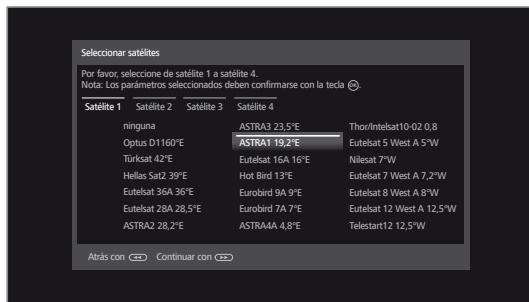 Seleccionar satélites
Por favor, seleccione de satélite 1 a satélite 4.
Nota: Los parámetros seleccionados deben confirmarse con la tecla OK.
Satélite 1 Satélite 2 Satélite 3 Satélite 4
ninguna ASTRA3 23,5°E Thor/Intelsat10-02 0,8
Optus D1160°E ASTRA1 19,2°E Eutelsat 5 West A 5°W
Türksat 42°E Eutelsat 16A 16°E Nilesat 7°W
Hellas Sat2 39°E Hot Bird 13°E Eutelsat 7 West A 7,2°W
Eutelsat 36A 36°E Eurobird 9A 9°E Eutelsat 8 West A 8°W
Eutelsat 28A 28,5°E Eurobird 7A 7°E Eutelsat 12 West A 12,5°W
ASTRA2 28,2°E ASTRA4A 4,8°E Telestart12 12,5°W
Atrás con Continuar con